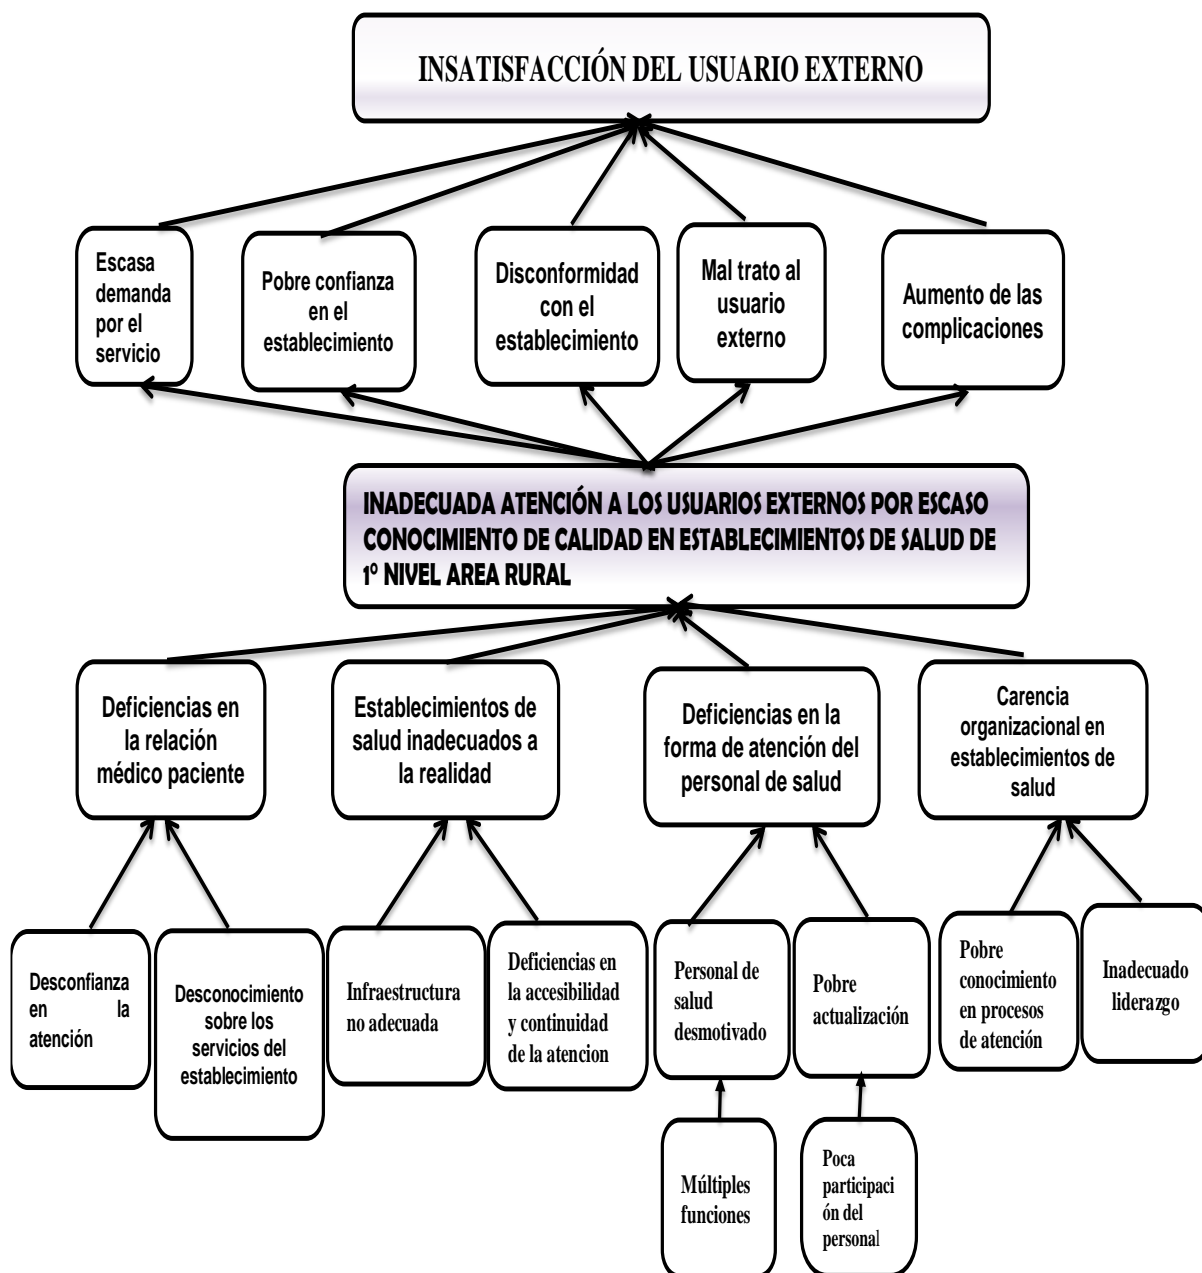 INSATISFACCIÓN DEL USUARIO EXTERNO
Escasa
demanda
por el
servicio
Pobre confianza
en el
establecimiento
Disconformidad
con el
establecimiento
Mal trato al
usuario
externo
Aumento de las
complicaciones
INADECUADA ATENCIÓN A LOS USUARIOS EXTERNOS POR ESCASO
CONOCIMIENTO DE CALIDAD EN ESTABLECIMIENTOS DE SALUD DE
1° NIVEL AREA RURAL
Deficiencias en
la relación
médico paciente
Establecimientos de
salud inadecuados a
la realidad
Deficiencias en la
forma de atención del
personal de salud
Carencia
organizacional en
establecimientos de
salud
Desconfianza
en la
atención
Desconocimiento
sobre los
servicios del
establecimiento
Infraestructura
no adecuada
Deficiencias en
la accesibilidad
y continuidad
de la atencion
Personal de
salud
desmotivado
Pobre
actualización
Pobre
conocimiento
en procesos
de atención
Inadecuado
liderazgo
Múltiples
funciones
Poca
participaci
ón del
personal